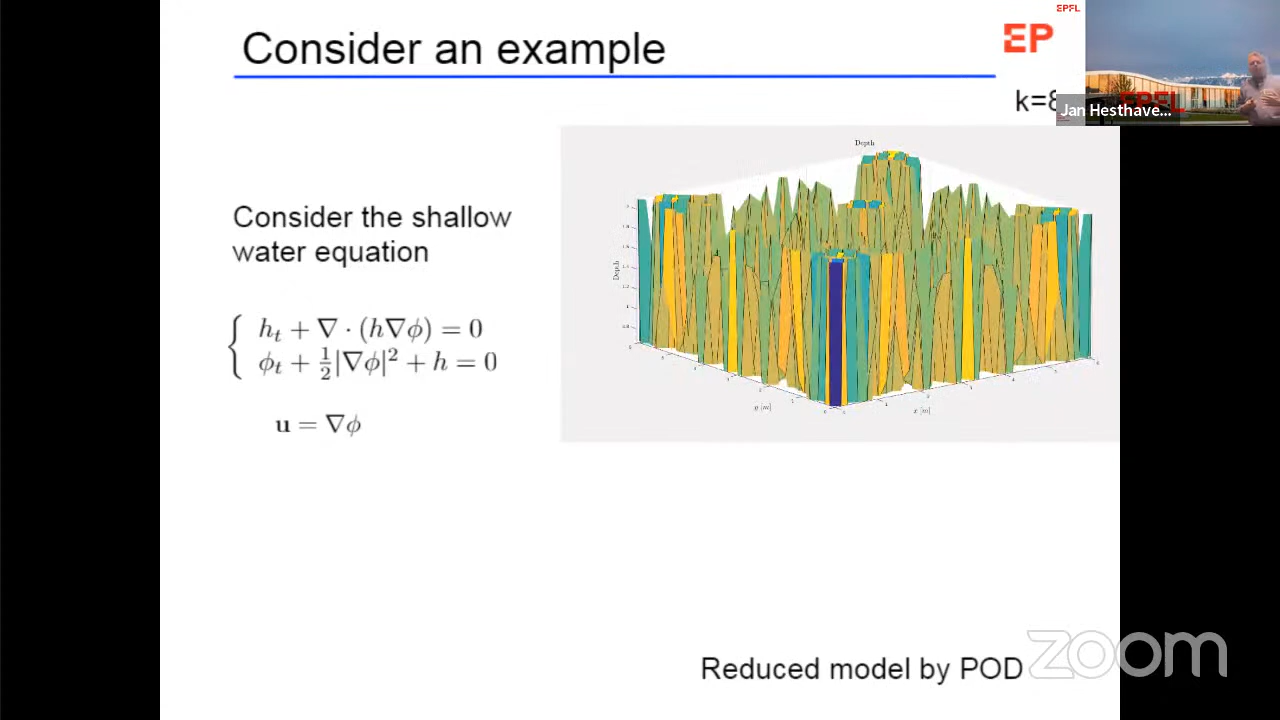 Consider an example
EP
EPFL
k=8
Jan Hesthave...
EPFL
Consider the shallow
water equation
h_t + ∇ · (h∇ϕ) = 0
ϕ_t + ½|∇ϕ|² + h = 0
u = ∇ϕ
Depth
Depth
y [m]
x [m]
Reduced model by POD
zoom